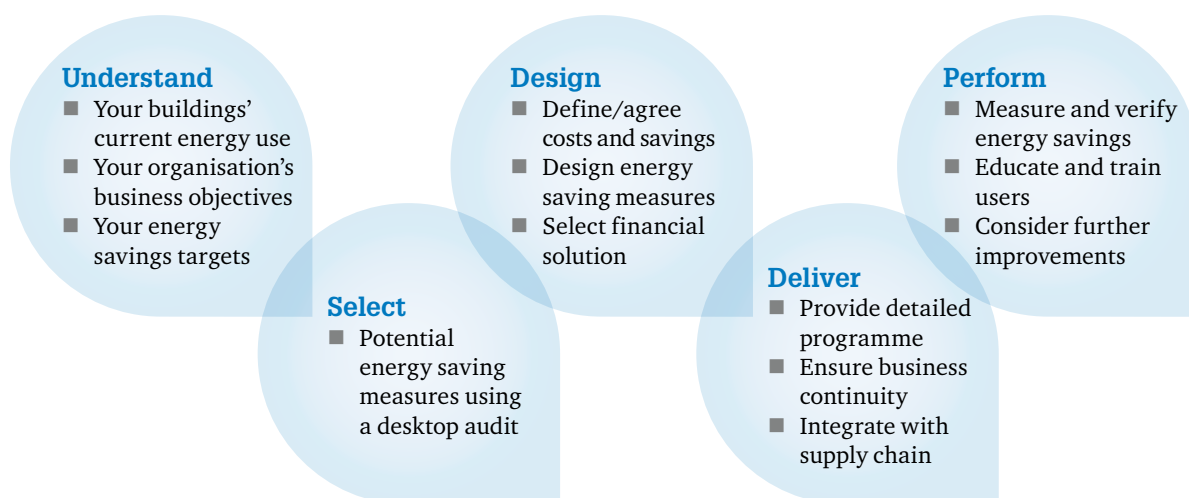 Understand
■ Your buildings'
current energy use
■ Your organisation's
business objectives
■ Your energy
savings targets
Select
■ Potential
energy saving
measures using
a desktop audit
Design
■ Define/agree
costs and savings
■ Design energy
saving measures
■ Select financial
solution
Deliver
■ Provide detailed
programme
■ Ensure business
continuity
■ Integrate with
supply chain
Perform
■ Measure and verify
energy savings
■ Educate and train
users
■ Consider further
improvements